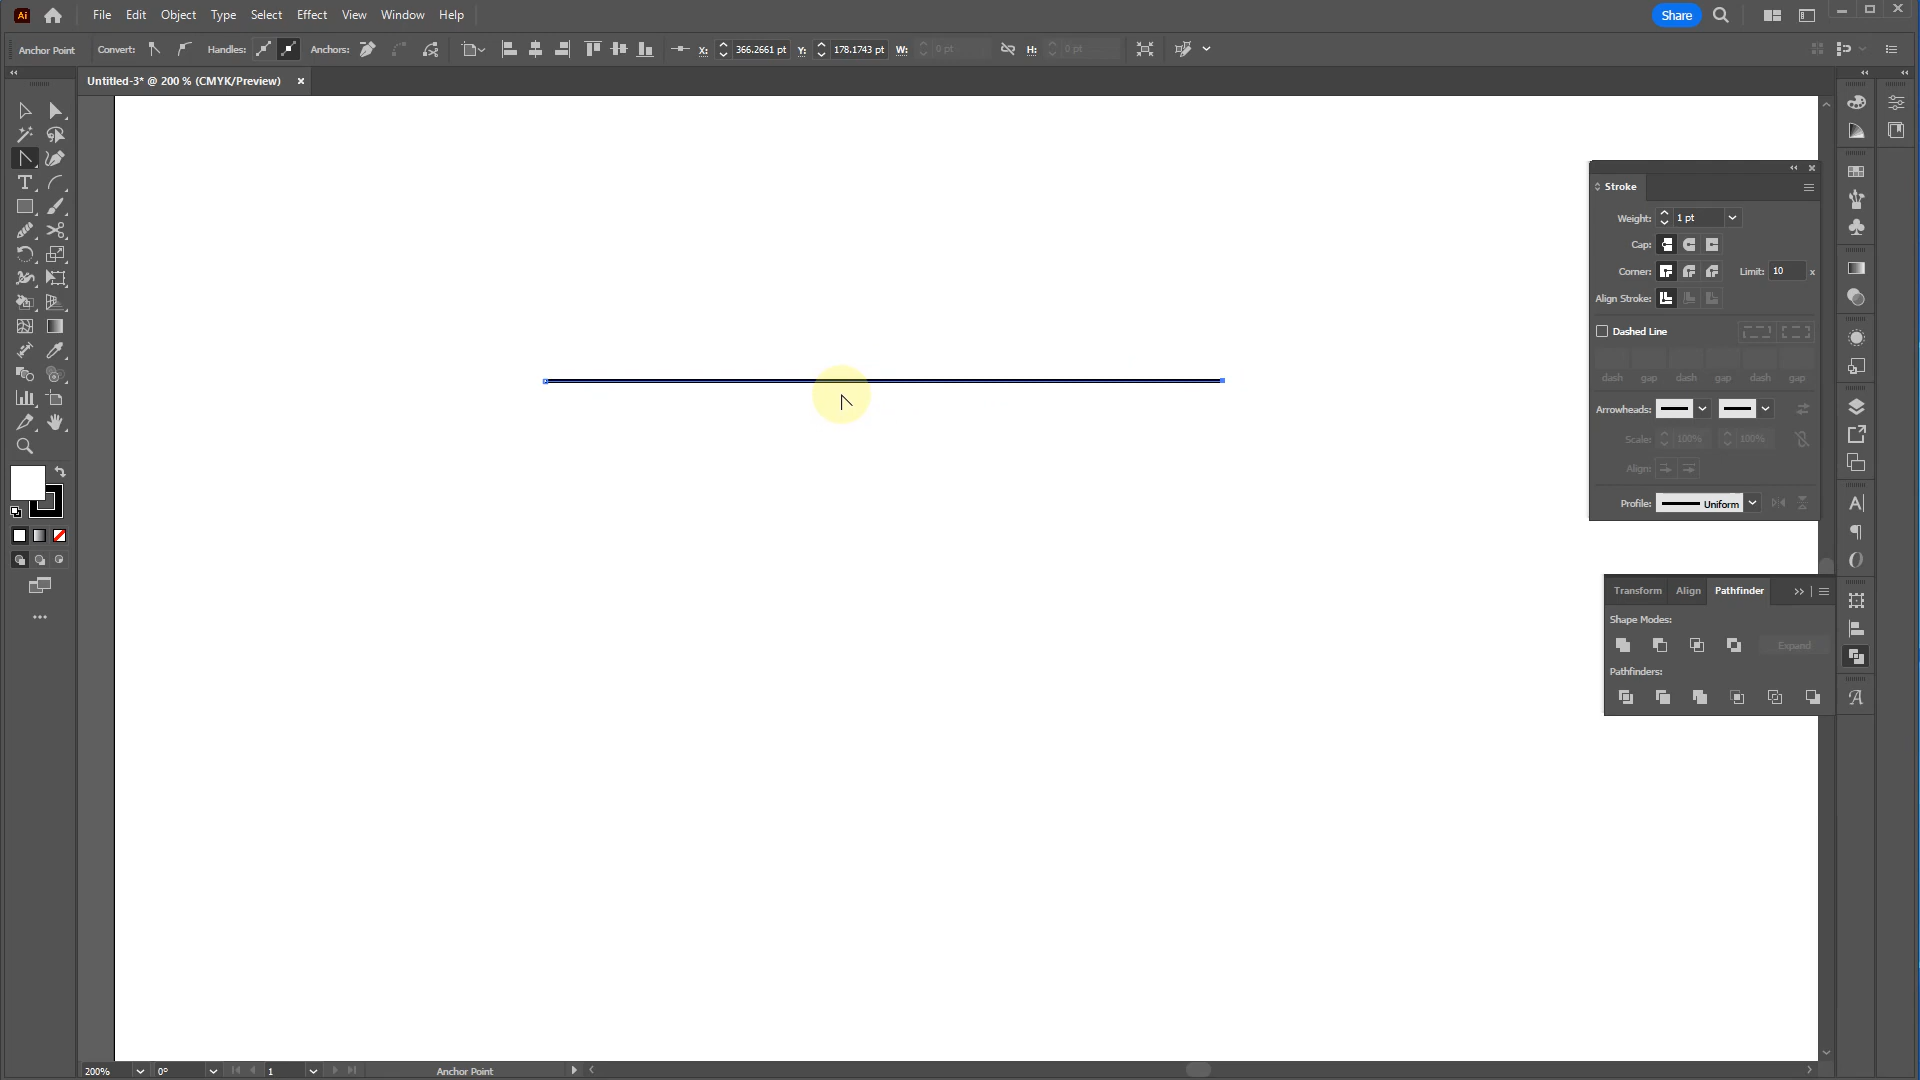 Ai File Edit Object Type Select Effect View Window Help Share
Anchor Point Convert: Handles: Anchors: X: 366.2661 pt Y: 178.1743 pt W: 0 pt H: 0 pt
Untitled-3* @ 200 % (CMYK/Preview)
Stroke
Weight: 1 pt
Cap:
Corner: Limit: 10 x
Align Stroke:
Dashed Line
dash gap dash gap dash gap
Arrowheads:
Scale: 100% 100%
Align:
Profile: Uniform
Transform Align Pathfinder
Shape Modes:
Expand
Pathfinders:
200% 0° 1 Anchor Point